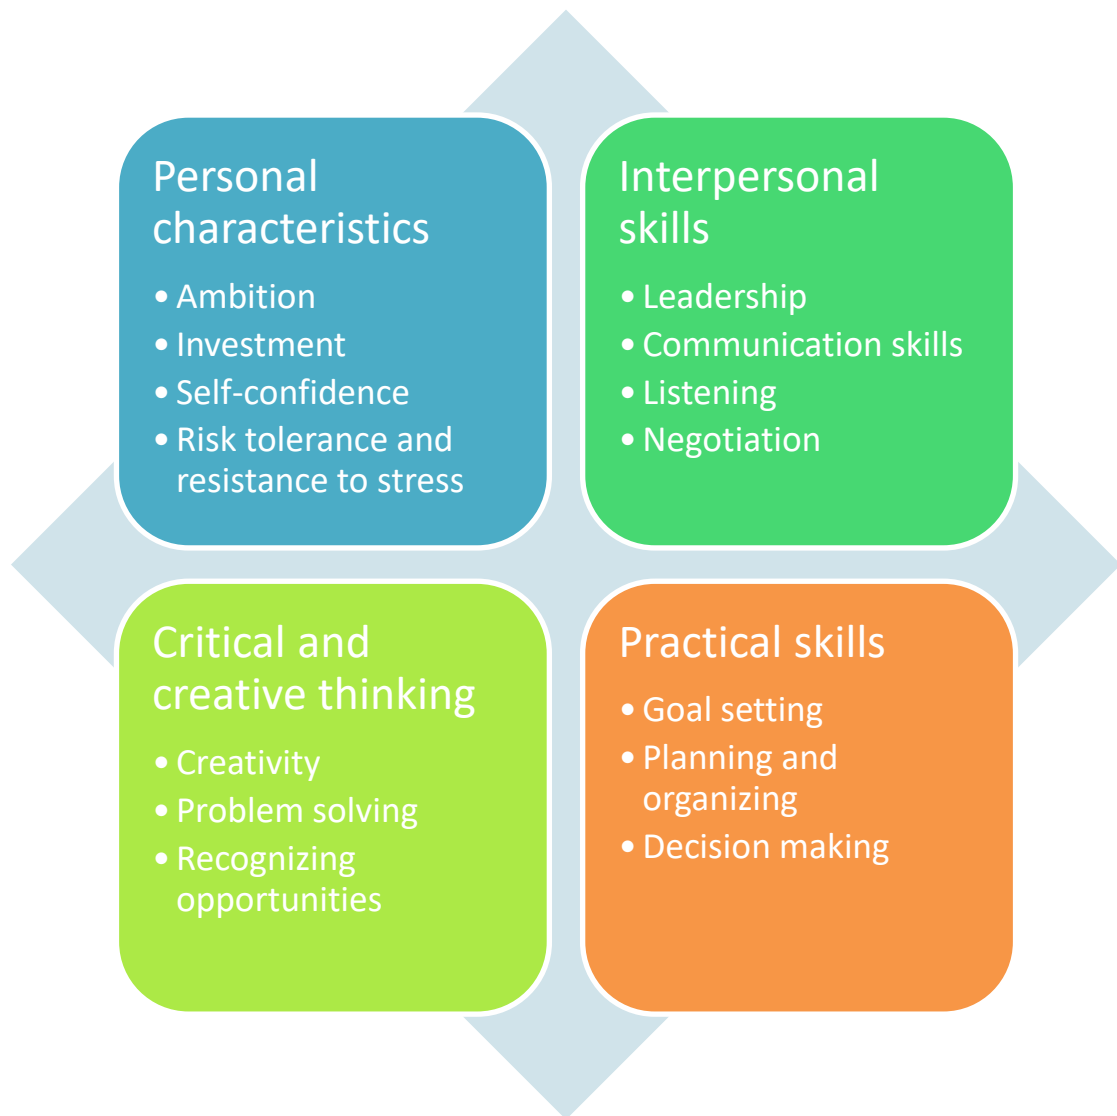 Personal
characteristics
• Ambition
• Investment
• Self-confidence
• Risk tolerance and
resistance to stress
Interpersonal
skills
• Leadership
• Communication skills
• Listening
• Negotiation
Critical and
creative thinking
• Creativity
• Problem solving
• Recognizing
opportunities
Practical skills
• Goal setting
• Planning and
organizing
• Decision making